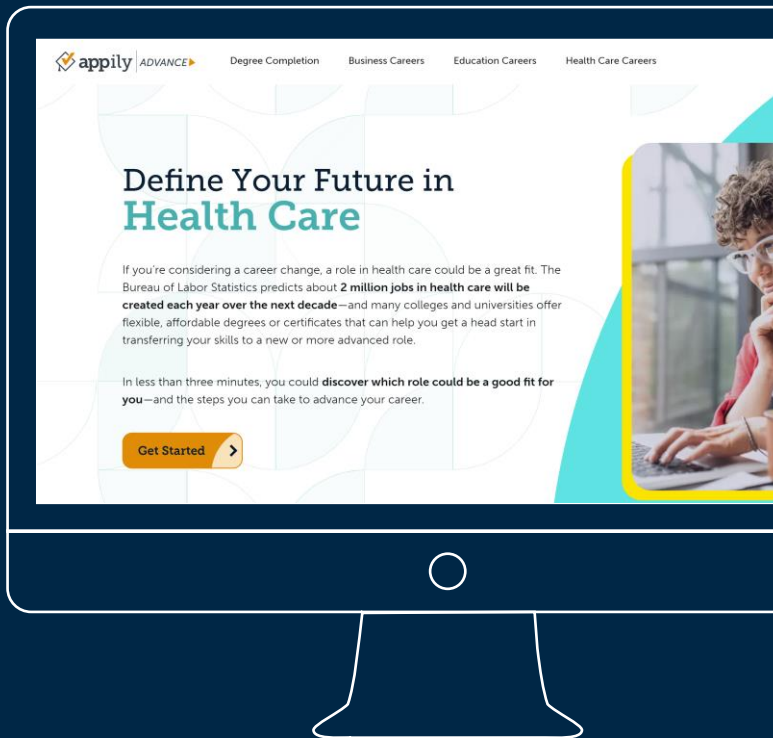 appily ADVANCE
Degree Completion Business Careers Education Careers Health Care Careers
Define Your Future in
Health Care
If you're considering a career change, a role in health care could be a great fit. The
Bureau of Labor Statistics predicts about 2 million jobs in health care will be
created each year over the next decade—and many colleges and universities offer
flexible, affordable degrees or certificates that can help you get a head start in
transferring your skills to a new or more advanced role.
In less than three minutes, you could discover which role could be a good fit for
you—and the steps you can take to advance your career.
Get Started